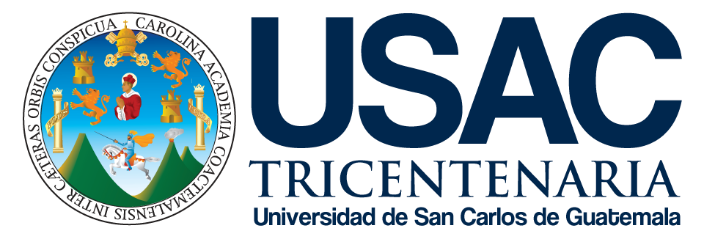 CAROLINA ACADEMIA COACTEMALENSIS INTER CÆTERAS ORBIS CONSPICUA
USAC
TRICENTENARIA
Universidad de San Carlos de Guatemala